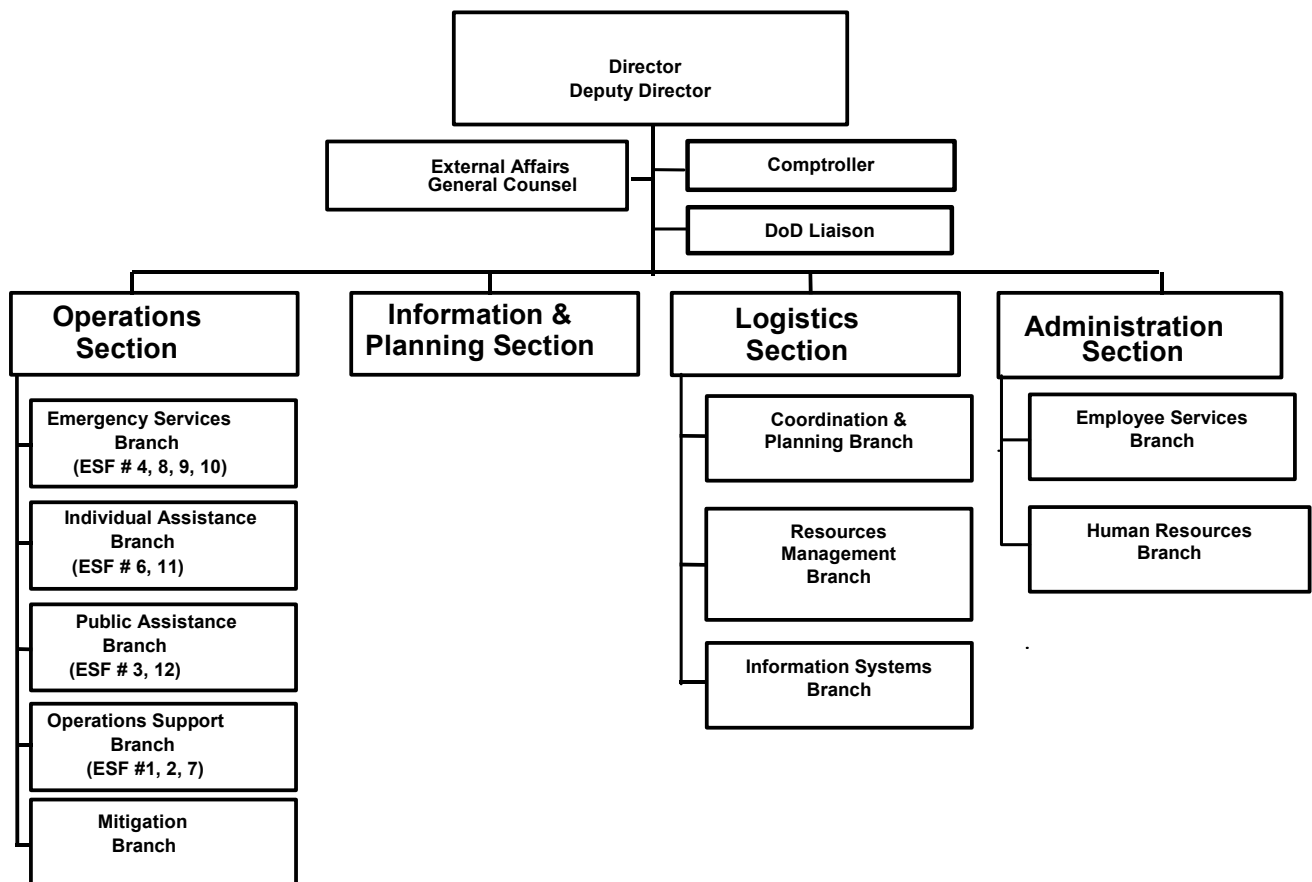 Director
Deputy Director
External Affairs
General Counsel
Comptroller
DoD Liaison
Operations
Section
Emergency Services
Branch
(ESF # 4, 8, 9, 10)
Individual Assistance
Branch
(ESF # 6, 11)
Public Assistance
Branch
(ESF # 3, 12)
Operations Support
Branch
(ESF #1, 2, 7)
Mitigation
Branch
Information &
Planning Section
Logistics
Section
Coordination &
Planning Branch
Resources
Management
Branch
Information Systems
Branch
Administration
Section
Employee Services
Branch
Human Resources
Branch